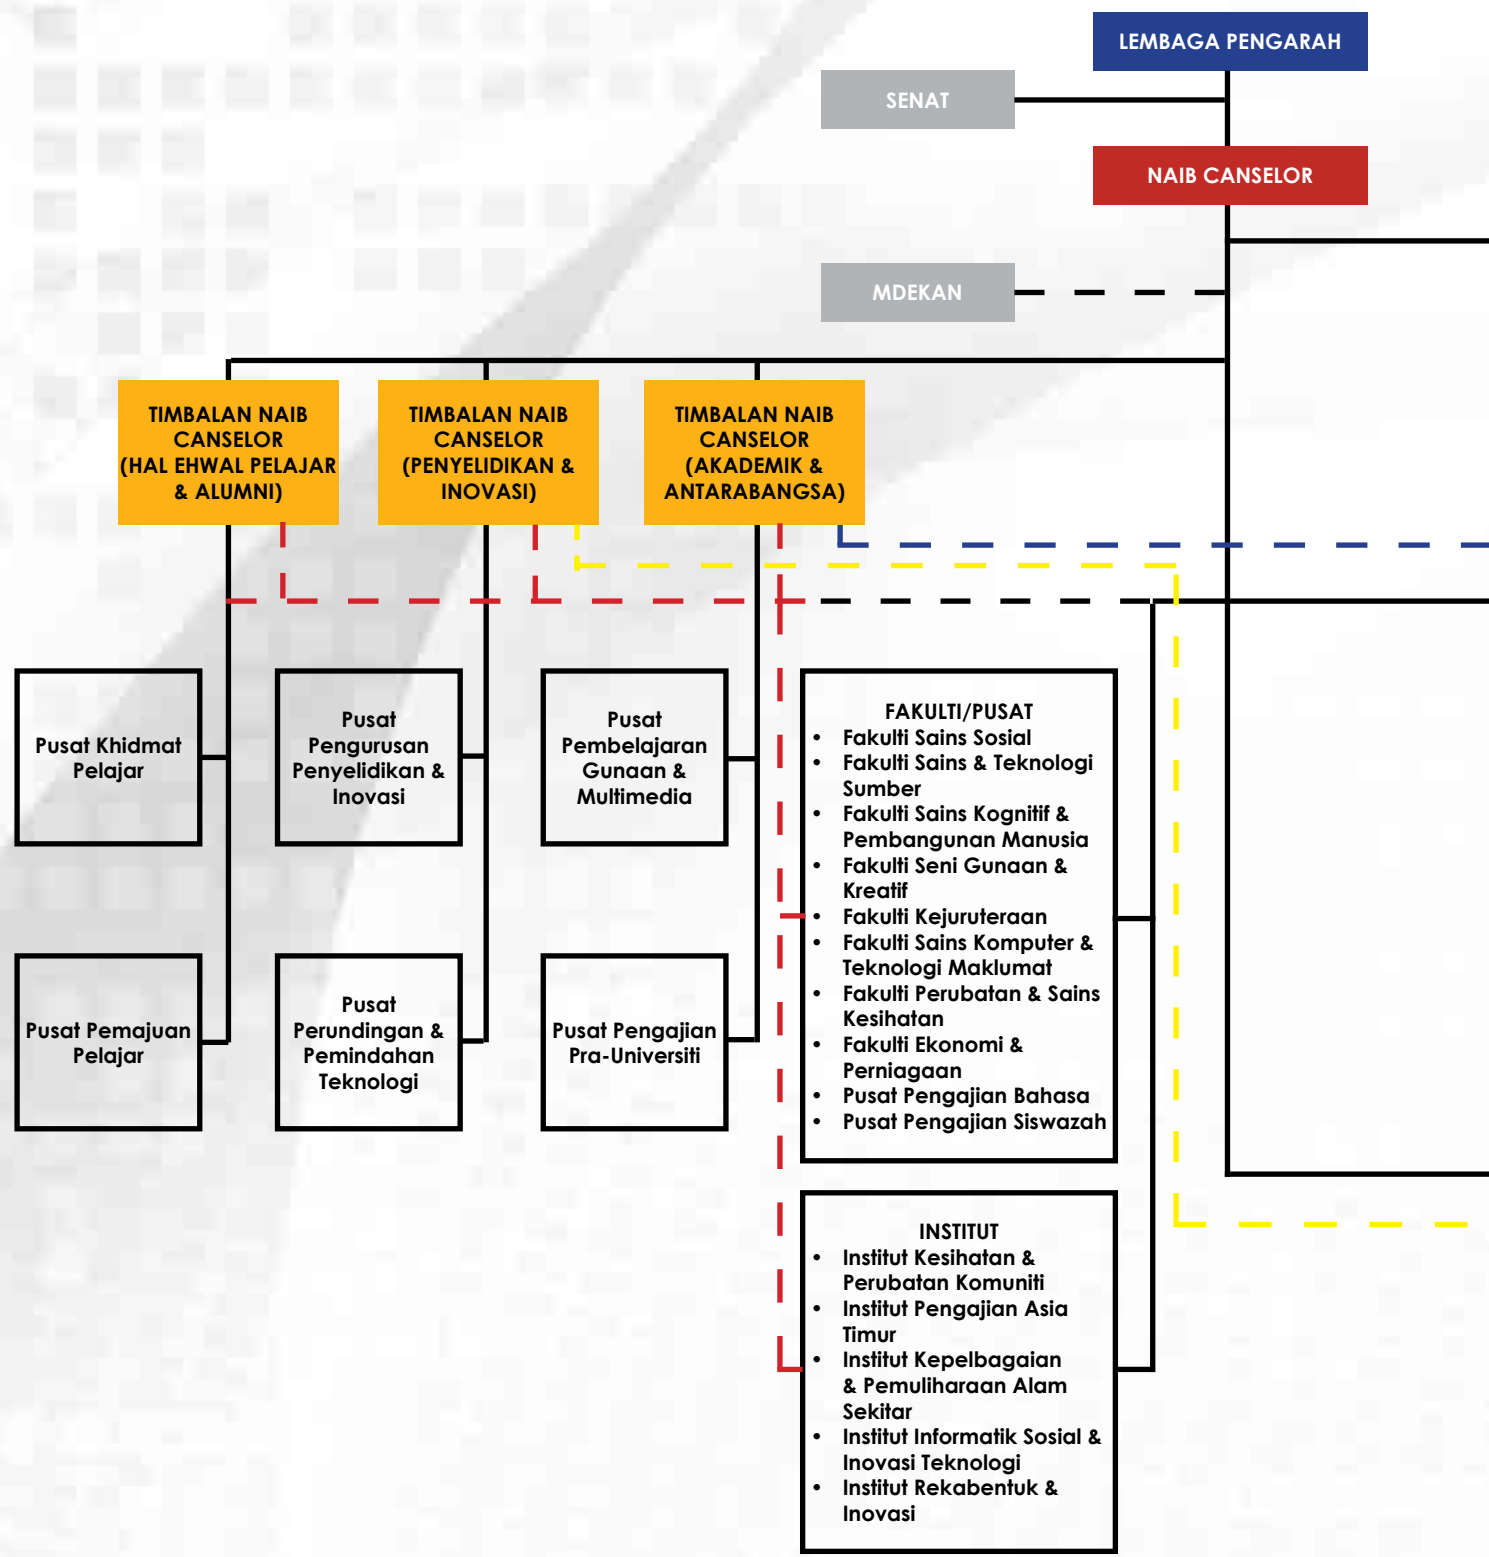 LEMBAGA PENGARAH
SENAT
NAIB CANSELOR
MDEKAN
TIMBALAN NAIB
CANSELOR
(HAL EHWAL PELAJAR
& ALUMNI)
TIMBALAN NAIB
CANSELOR
(PENYELIDIKAN &
INOVASI)
TIMBALAN NAIB
CANSELOR
(AKADEMIK &
ANTARABANGSA)
Pusat Khidmat
Pelajar
Pusat
Pengurusan
Penyelidikan &
Inovasi
Pusat
Pembelajaran
Gunaan &
Multimedia
Pusat Pemajuan
Pelajar
Pusat
Perundingan &
Pemindahan
Teknologi
Pusat Pengajian
Pra-Universiti
FAKULTI/PUSAT
• Fakulti Sains Sosial
• Fakulti Sains & Teknologi
Sumber
• Fakulti Sains Kognitif &
Pembangunan Manusia
• Fakulti Seni Gunaan &
Kreatif
• Fakulti Kejuruteraan
• Fakulti Sains Komputer &
Teknologi Maklumat
• Fakulti Perubatan & Sains
Kesihatan
• Fakulti Ekonomi &
Perniagaan
• Pusat Pengajian Bahasa
• Pusat Pengajian Siswazah
INSTITUT
• Institut Kesihatan &
Perubatan Komuniti
• Institut Pengajian Asia
Timur
• Institut Kepelbagaian
& Pemuliharaan Alam
Sekitar
• Institut Informatik Sosial &
Inovasi Teknologi
• Institut Rekabentuk &
Inovasi